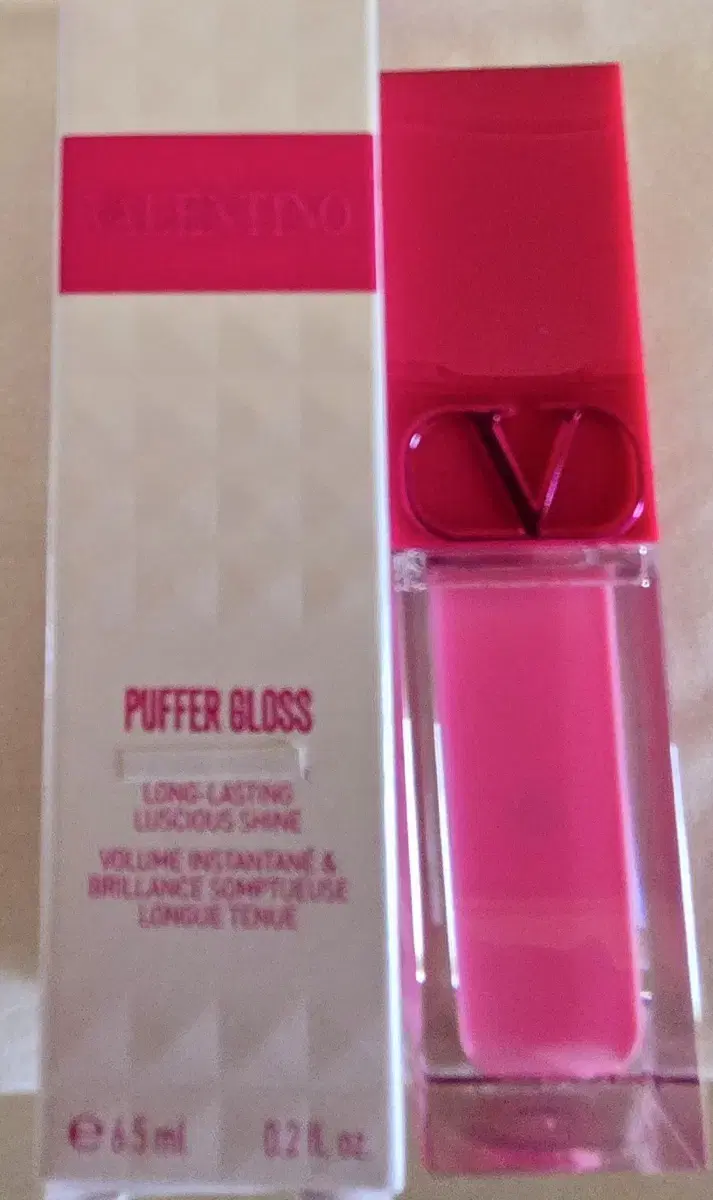 VALENTINO
PUFFER GLOSS
LONG-LASTING
LUSCIOUS SHINE
VOLUME INSTANTANÉ &
BRILLANCE SOMPTUEUSE
LONGUE TENUE
℮ 6.5 ml 0.2 fl. oz.
V